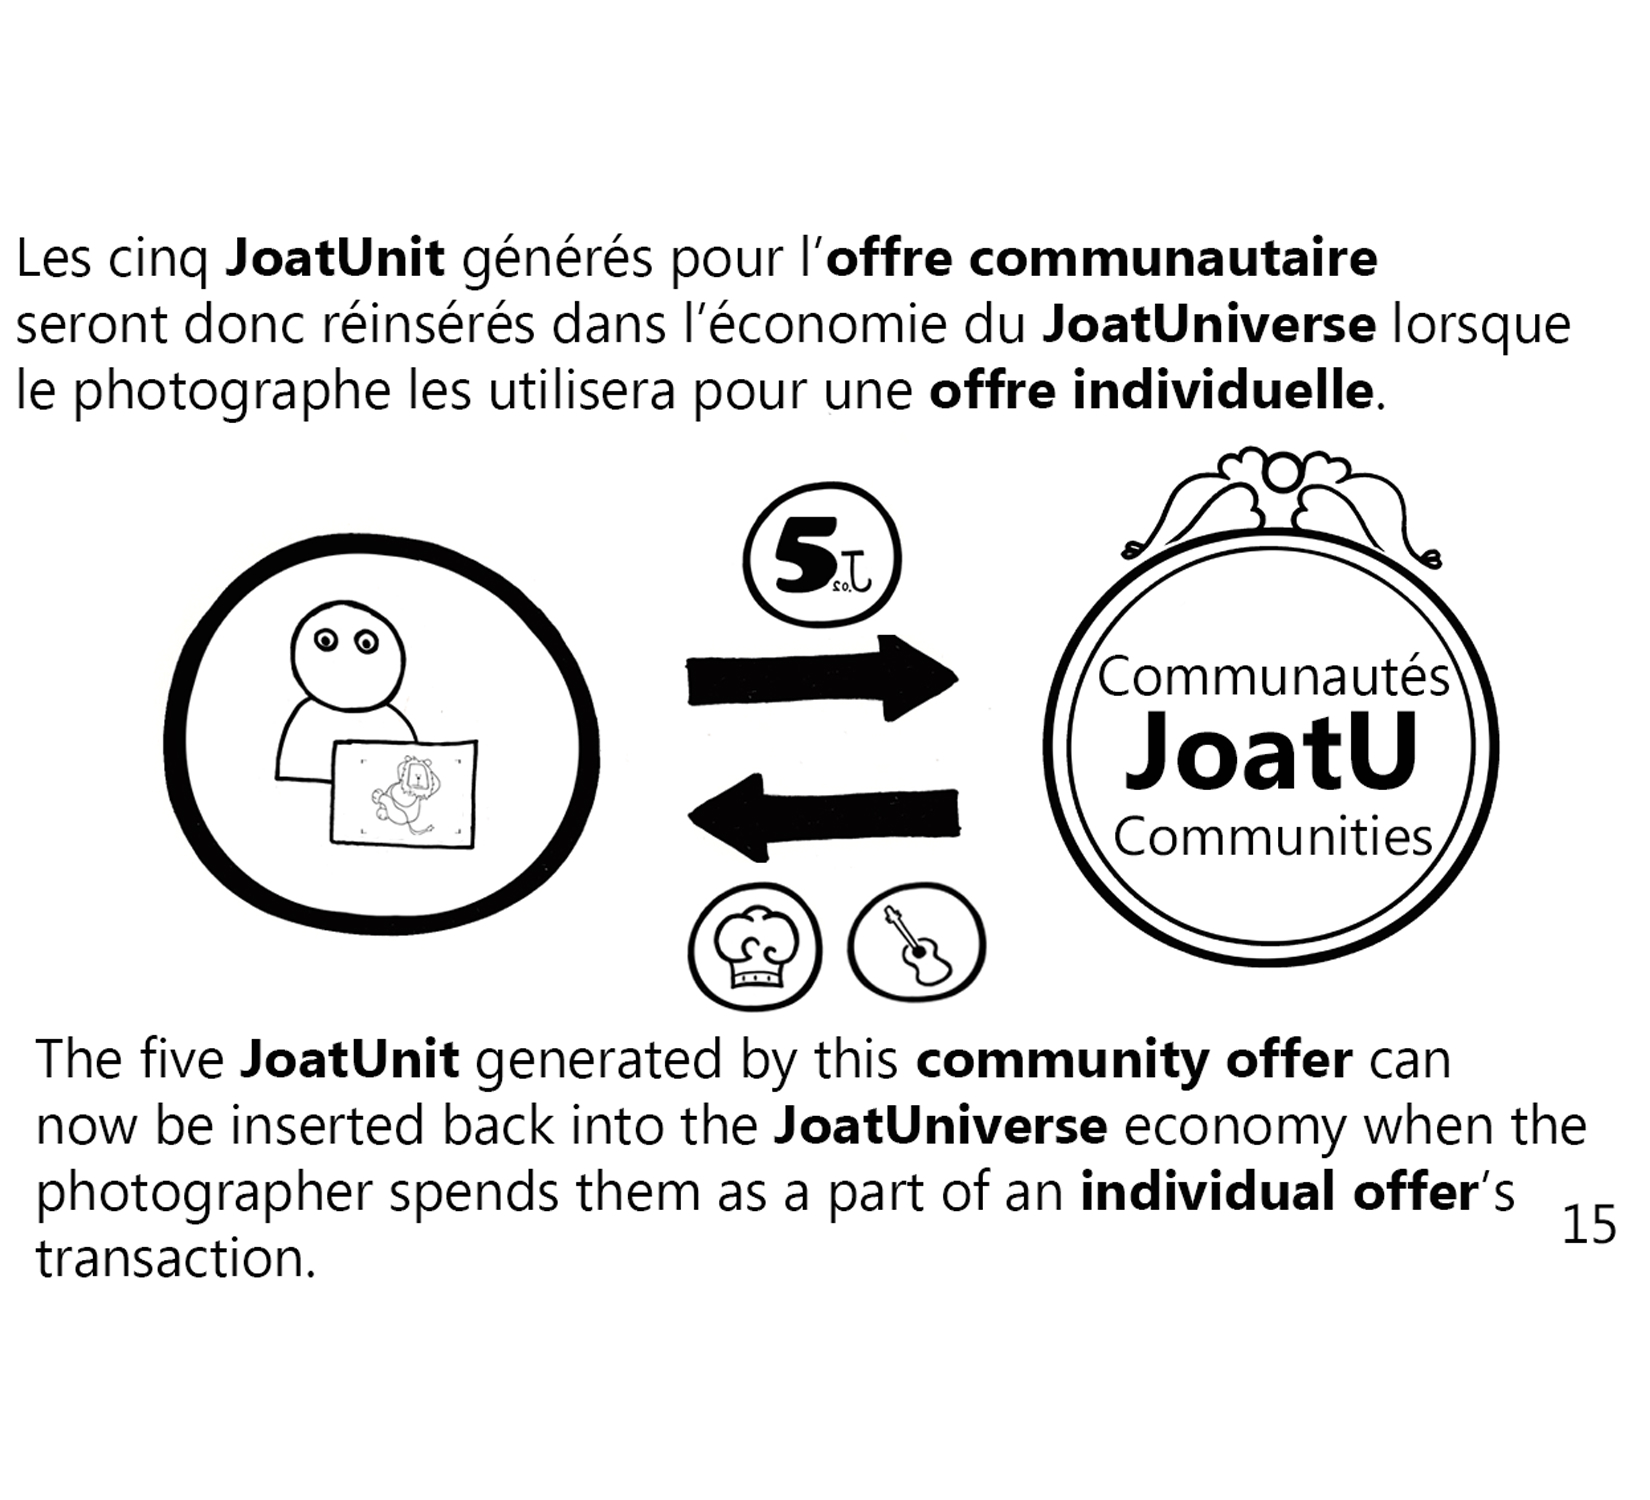 Les cinq JoatUnit générés pour l’offre communautaire
seront donc réinsérés dans l’économie du JoatUniverse lorsque
le photographe les utilisera pour une offre individuelle.
5
Communautés
JoatU
Communities
The five JoatUnit generated by this community offer can
now be inserted back into the JoatUniverse economy when the
photographer spends them as a part of an individual offer’s
transaction.
15